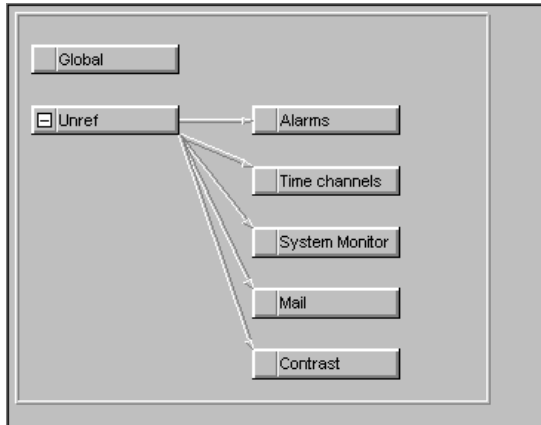 Global
Unref
Alarms
Time channels
System Monitor
Mail
Contrast